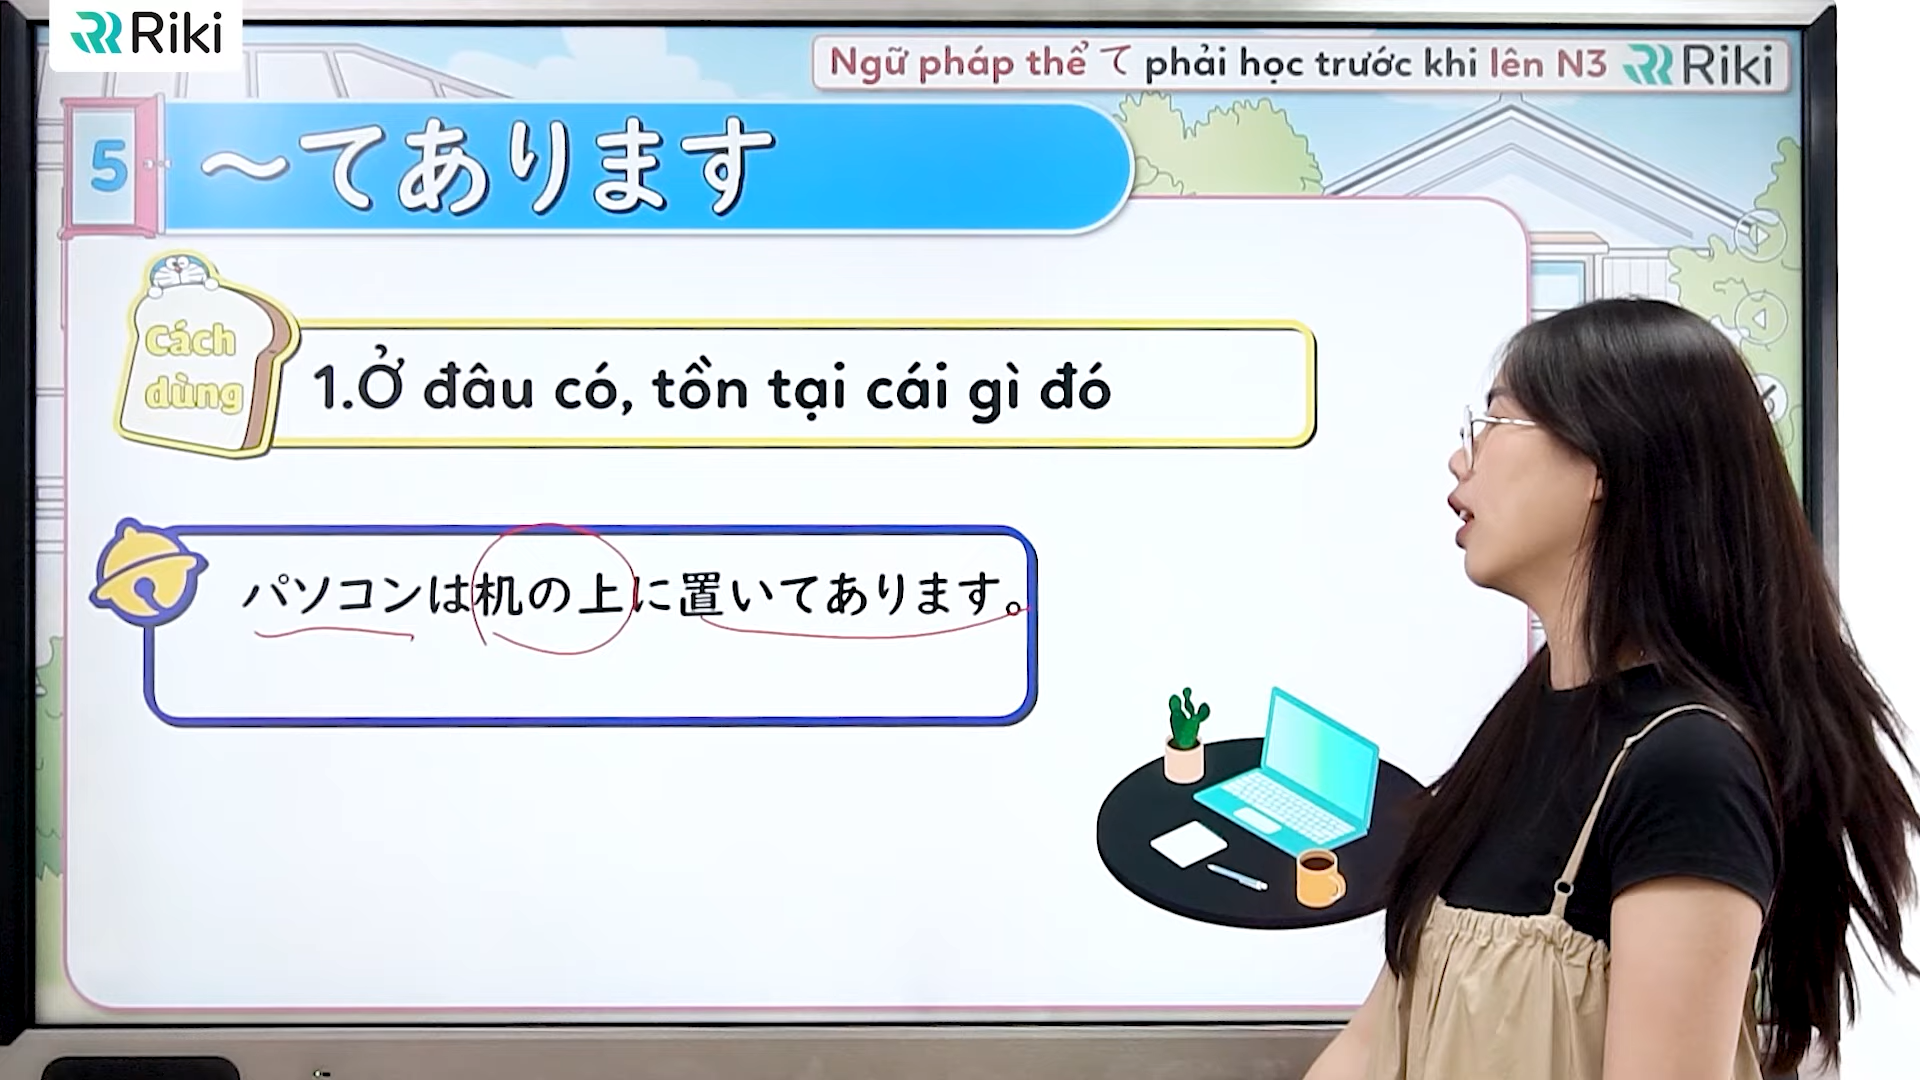 Riki
Ngữ pháp thể て phải học trước khi lên N3 Riki
5 ～てあります
Cách dùng
1.Ở đâu có, tồn tại cái gì đó
パソコンは机の上に置いてあります。